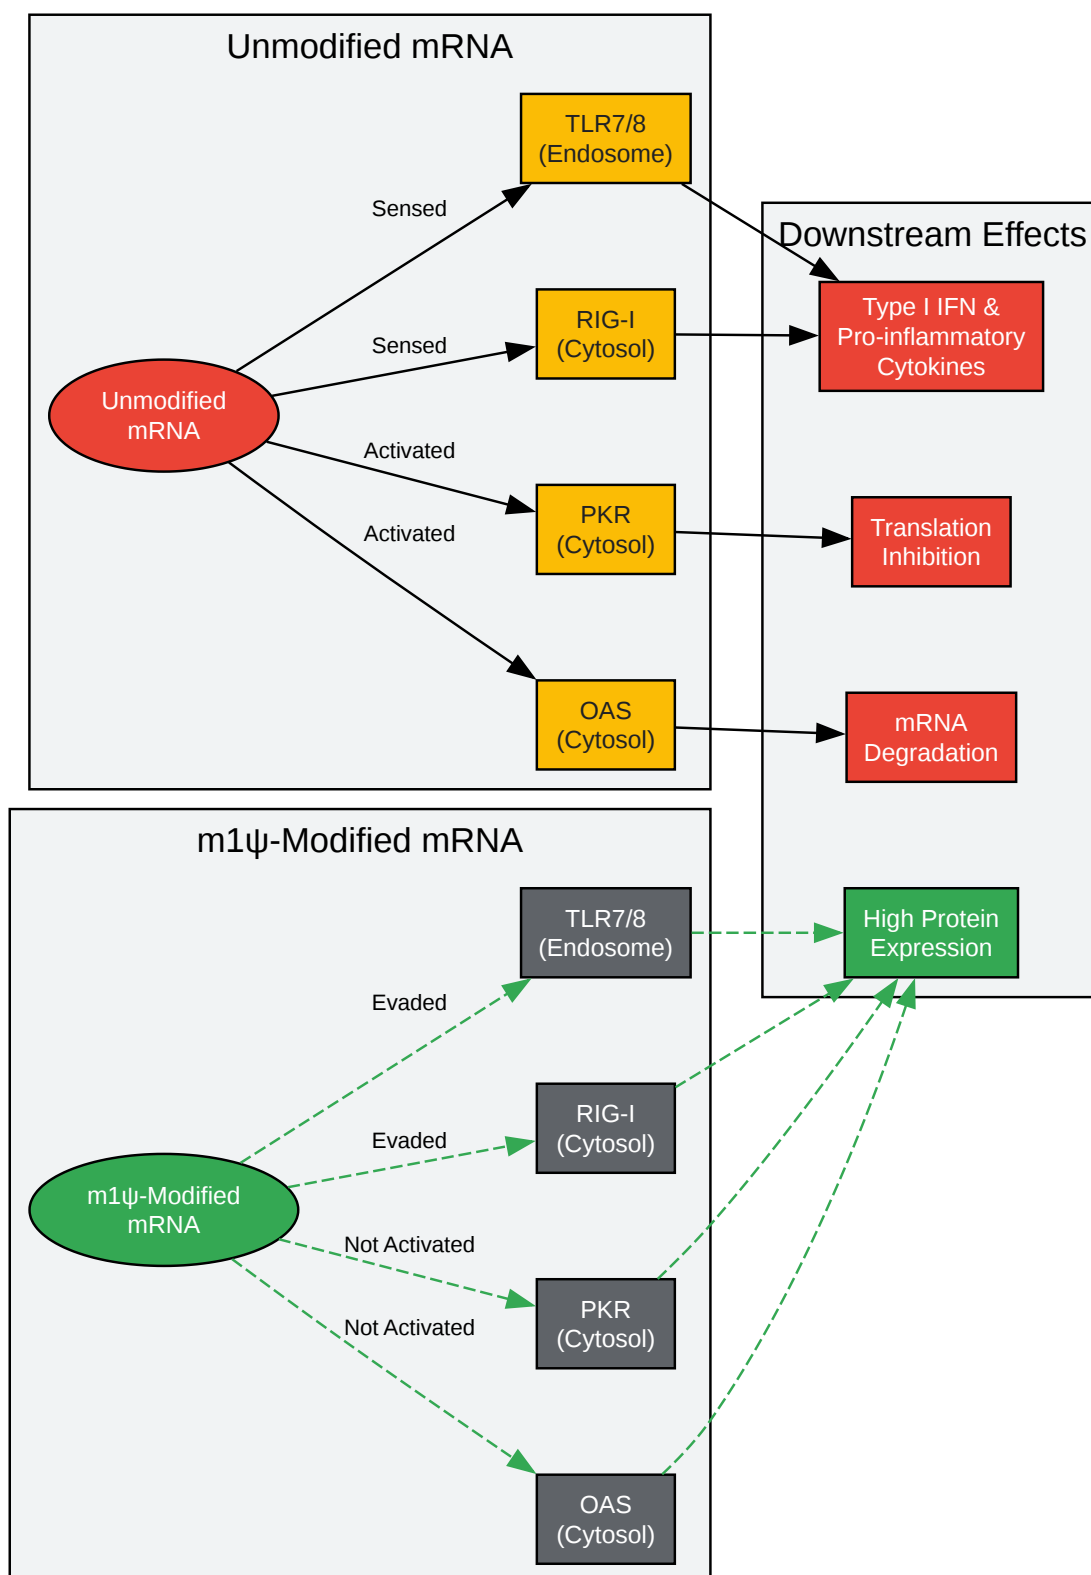 Unmodified mRNA
TLR7/8
(Endosome)
Sensed
Downstream Effects
Type I IFN &
Pro-inflammatory
Cytokines
RIG-I
(Cytosol)
Sensed
Unmodified
mRNA
Activated
PKR
(Cytosol)
Translation
Inhibition
Activated
OAS
(Cytosol)
mRNA
Degradation
m1ψ-Modified mRNA
TLR7/8
(Endosome)
High Protein
Expression
Evaded
RIG-I
(Cytosol)
Evaded
m1ψ-Modified
mRNA
Not Activated
PKR
(Cytosol)
Not Activated
OAS
(Cytosol)